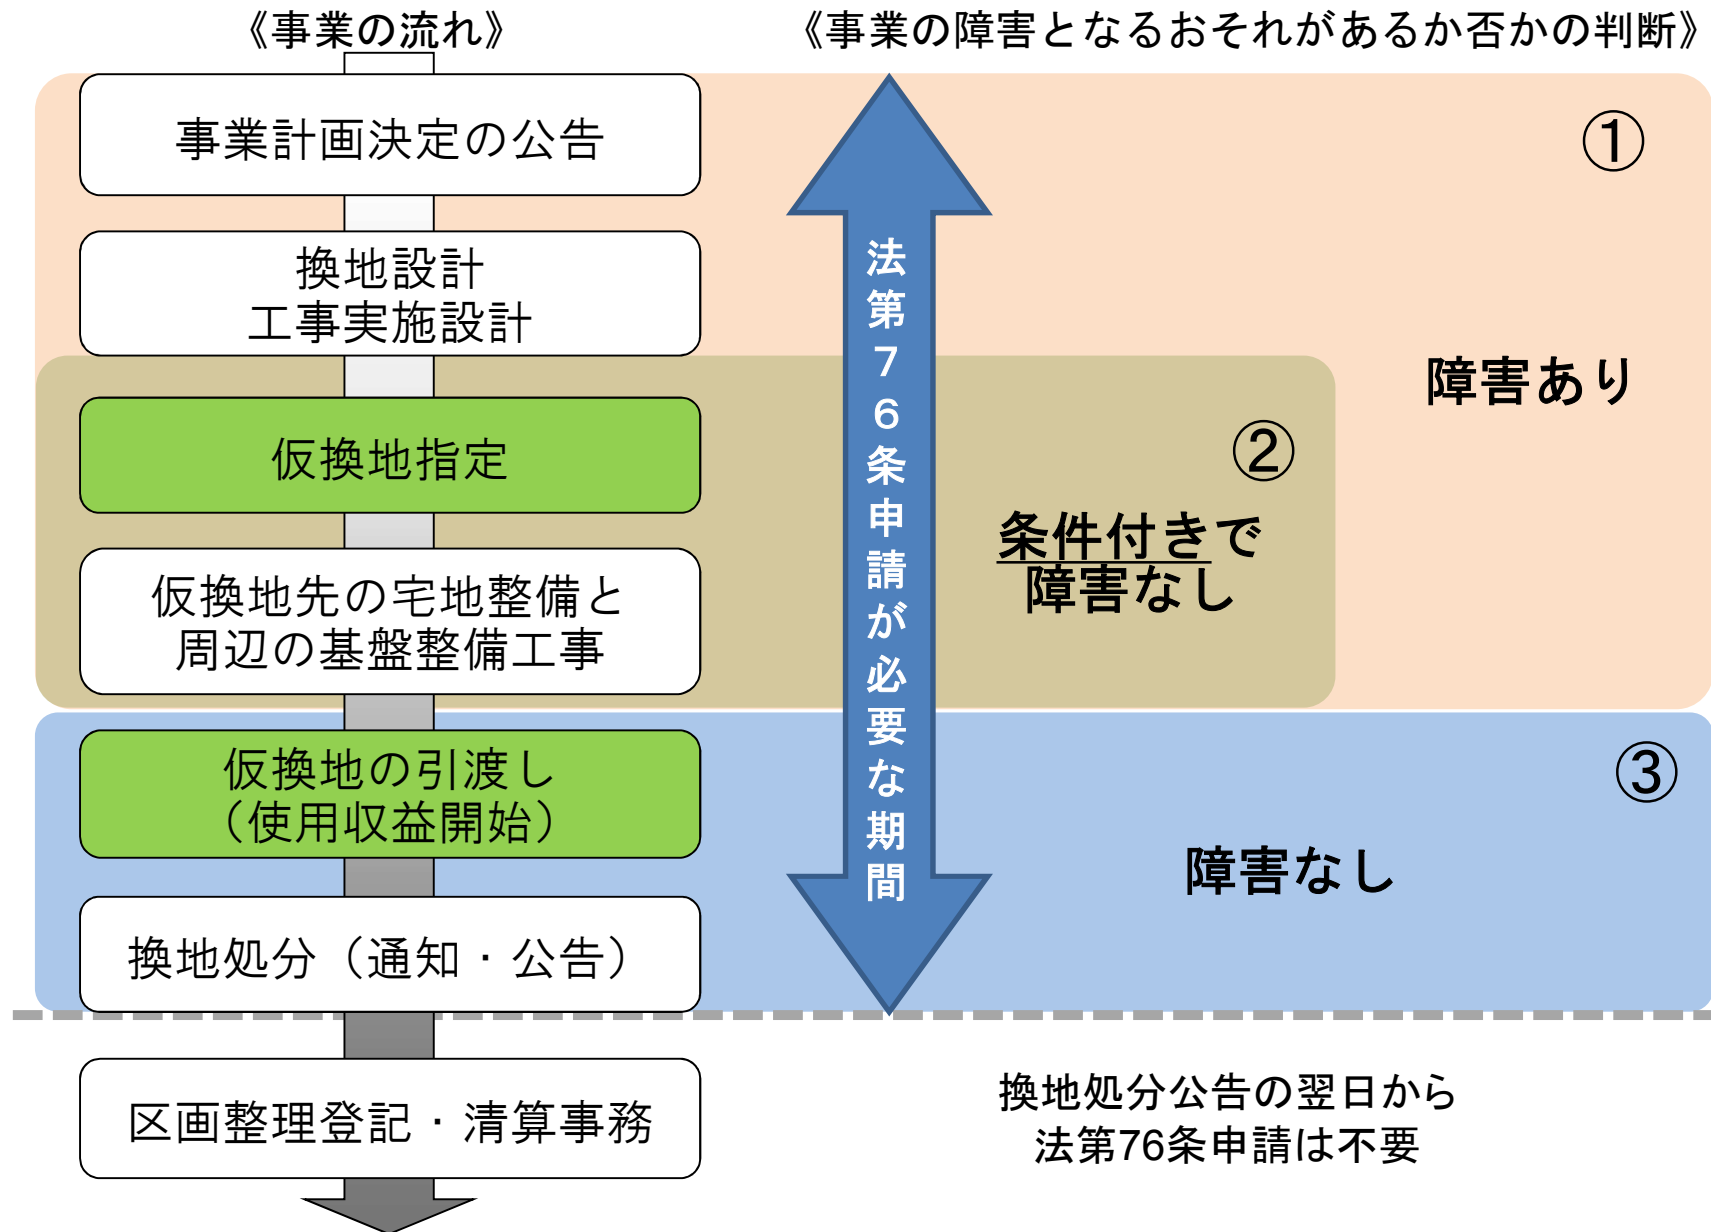 《事業の流れ》
《事業の障害となるおそれがあるか否かの判断》
事業計画決定の公告
換地設計
工事実施設計
仮換地指定
仮換地先の宅地整備と
周辺の基盤整備工事
仮換地の引渡し
（使用収益開始）
換地処分（通知・公告）
区画整理登記・清算事務
法第７６条申請が必要な期間
①
障害あり
②
条件付きで
障害なし
③
障害なし
換地処分公告の翌日から
法第76条申請は不要